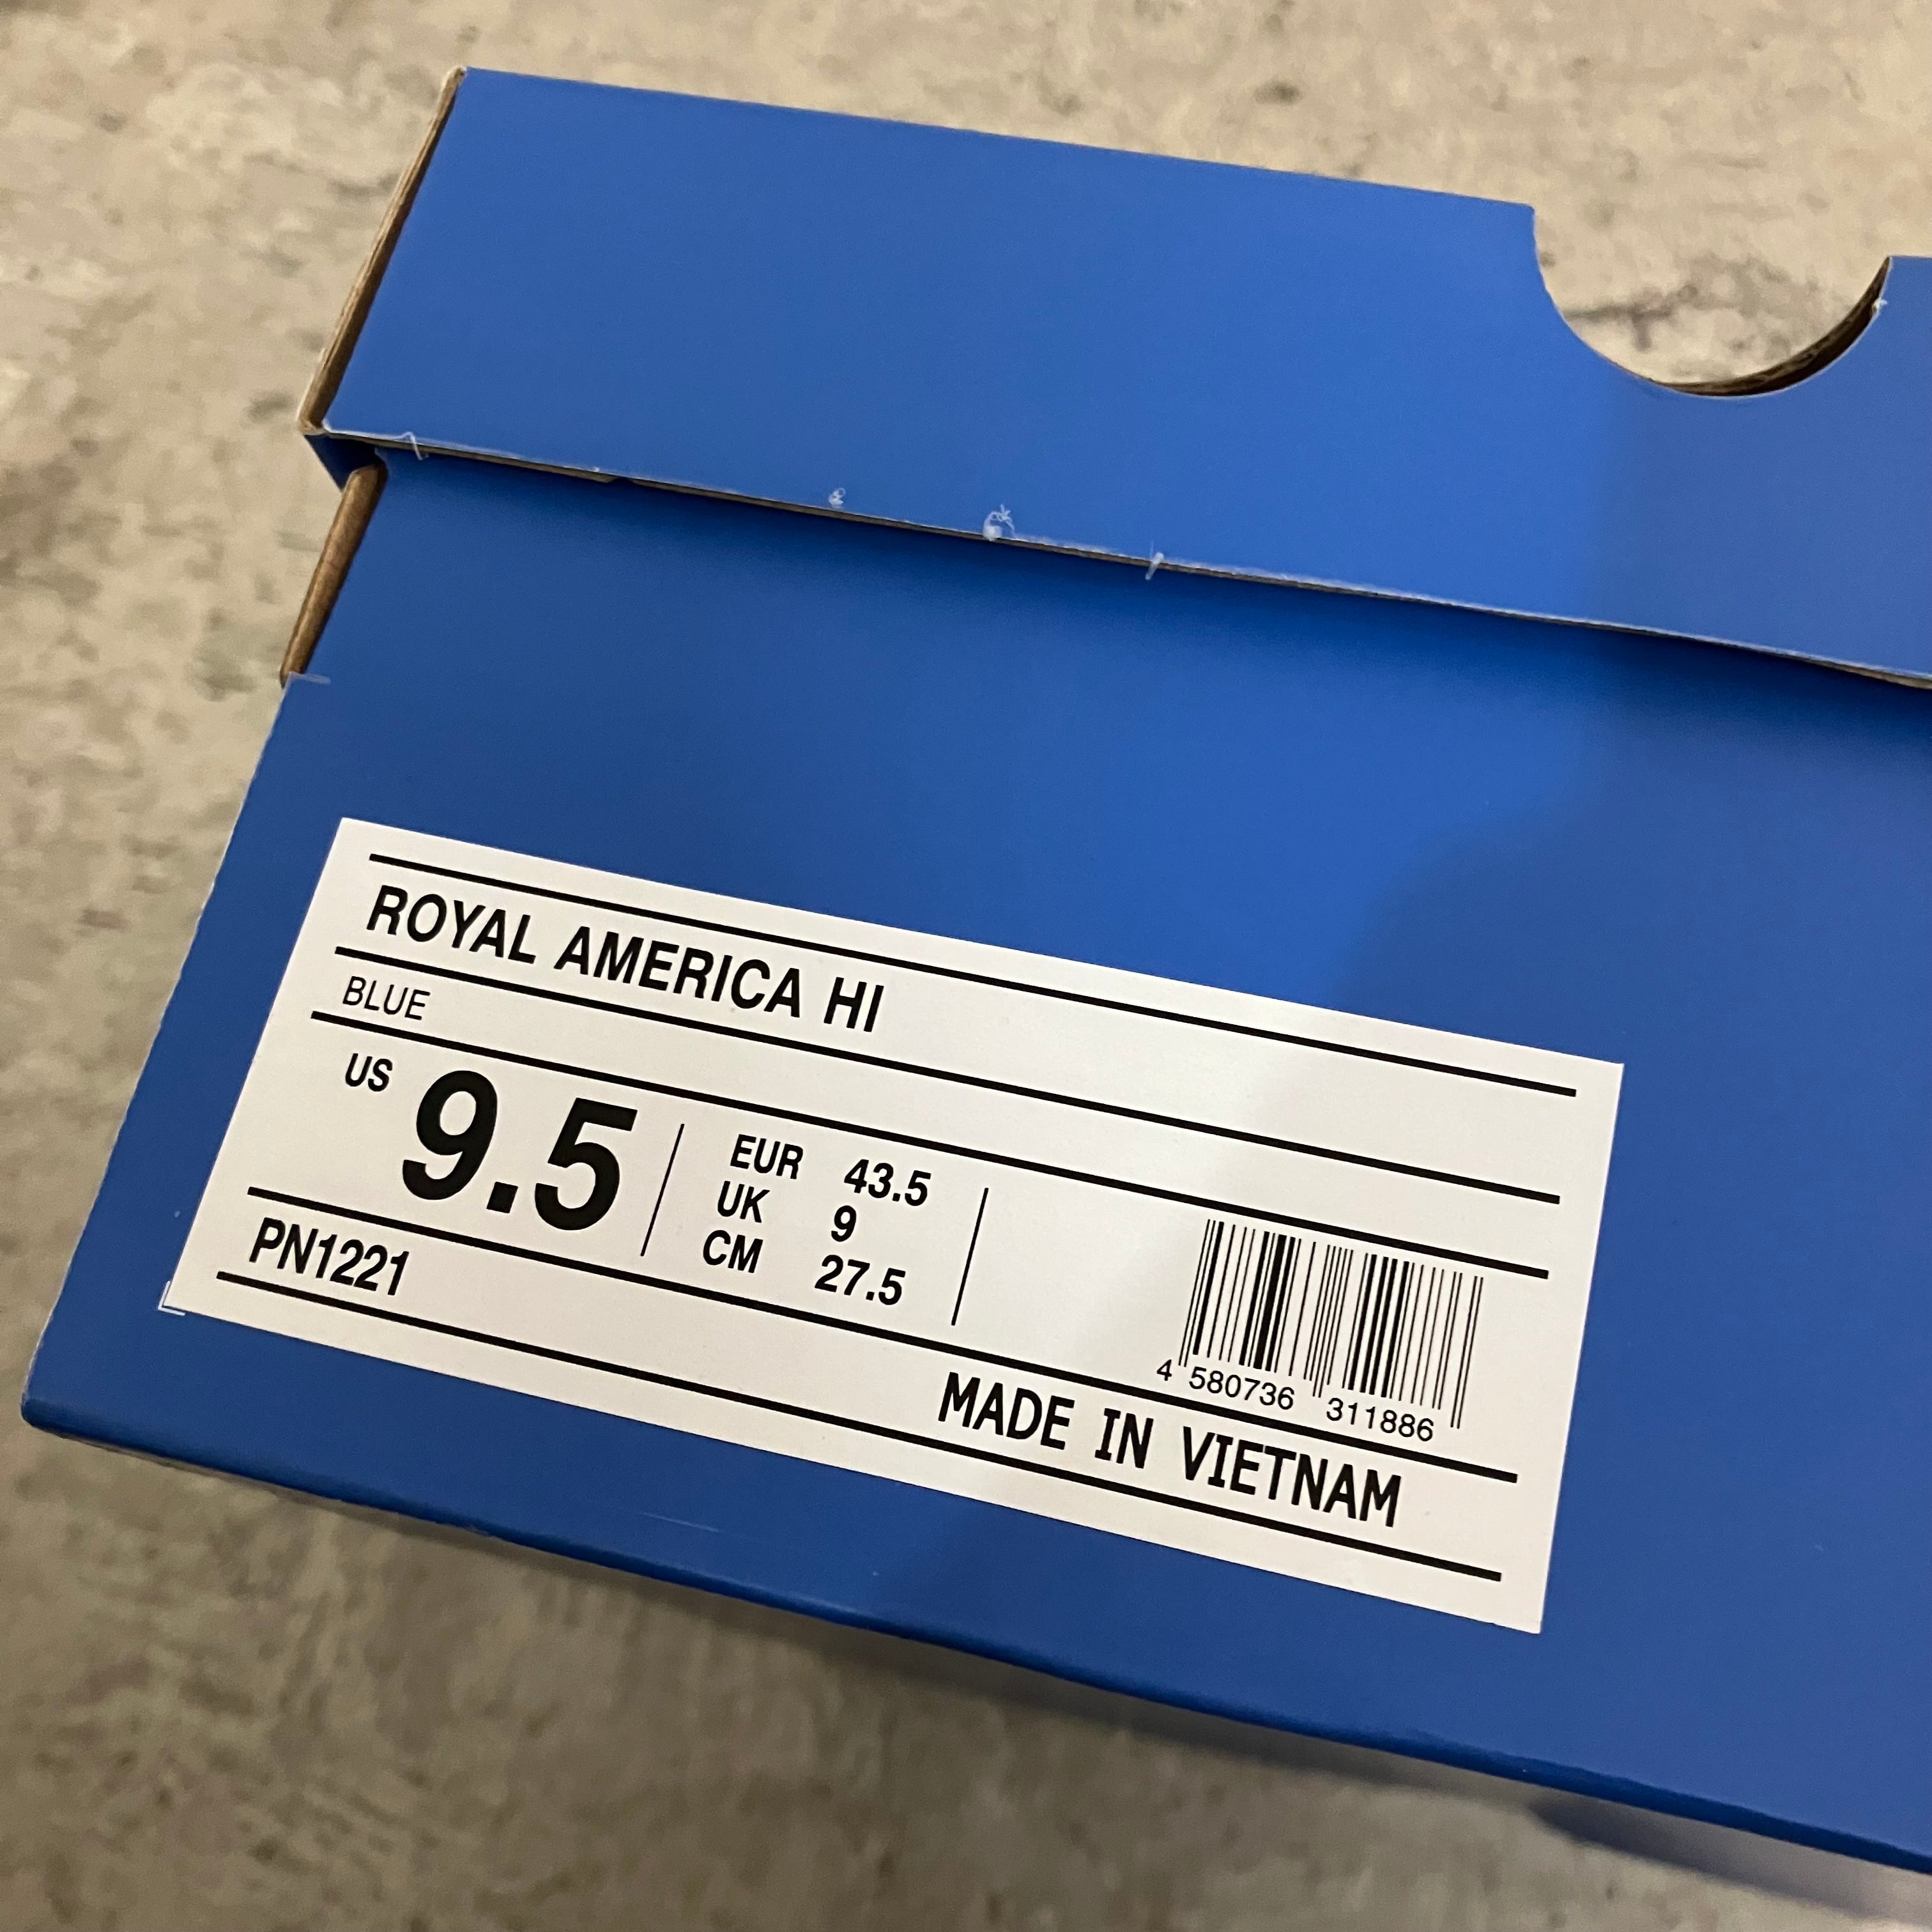 ROYAL AMERICA HI
BLUE
US 9.5
EUR 43.5
UK 9
CM 27.5
4 580736 311886
PN1221
MADE IN VIETNAM